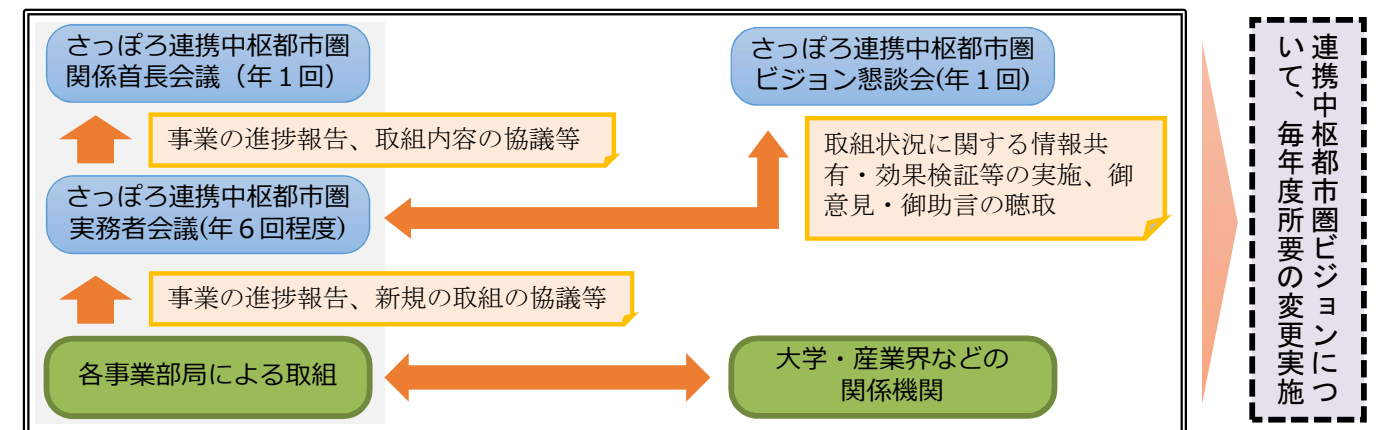 さっぽろ連携中枢都市圏
関係首長会議（年１回）
さっぽろ連携中枢都市圏
ビジョン懇談会(年１回)
事業の進捗報告、取組内容の協議等
取組状況に関する情報共
有・効果検証等の実施、御
意見・御助言の聴取
さっぽろ連携中枢都市圏
実務者会議(年６回程度)
事業の進捗報告、新規の取組の協議等
各事業部局による取組
大学・産業界などの
関係機関
連携中枢都市圏ビジョンにつ
いて、毎年度所要の変更実施